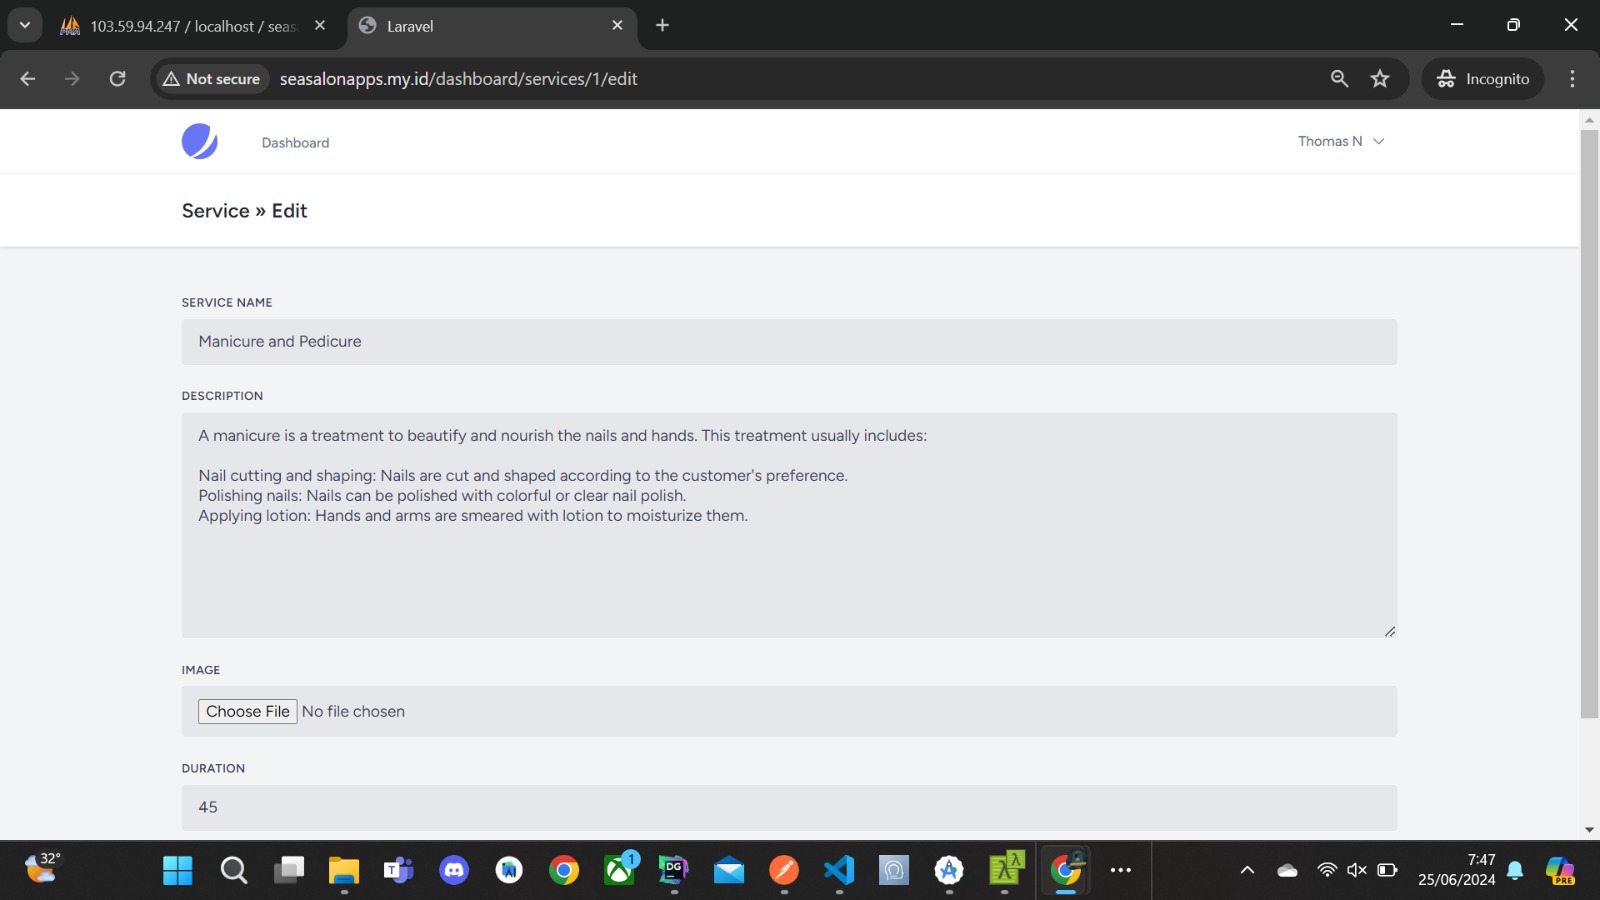 103.59.94.247 / localhost / seas
Laravel
Not secure
seasalonapps.my.id/dashboard/services/1/edit
Incognito
Dashboard
Thomas N
Service » Edit
SERVICE NAME
Manicure and Pedicure
DESCRIPTION
A manicure is a treatment to beautify and nourish the nails and hands. This treatment usually includes:
Nail cutting and shaping: Nails are cut and shaped according to the customer's preference.
Polishing nails: Nails can be polished with colorful or clear nail polish.
Applying lotion: Hands and arms are smeared with lotion to moisturize them.
IMAGE
Choose File No file chosen
DURATION
45
32°
1
DG
7:47
25/06/2024
PRE